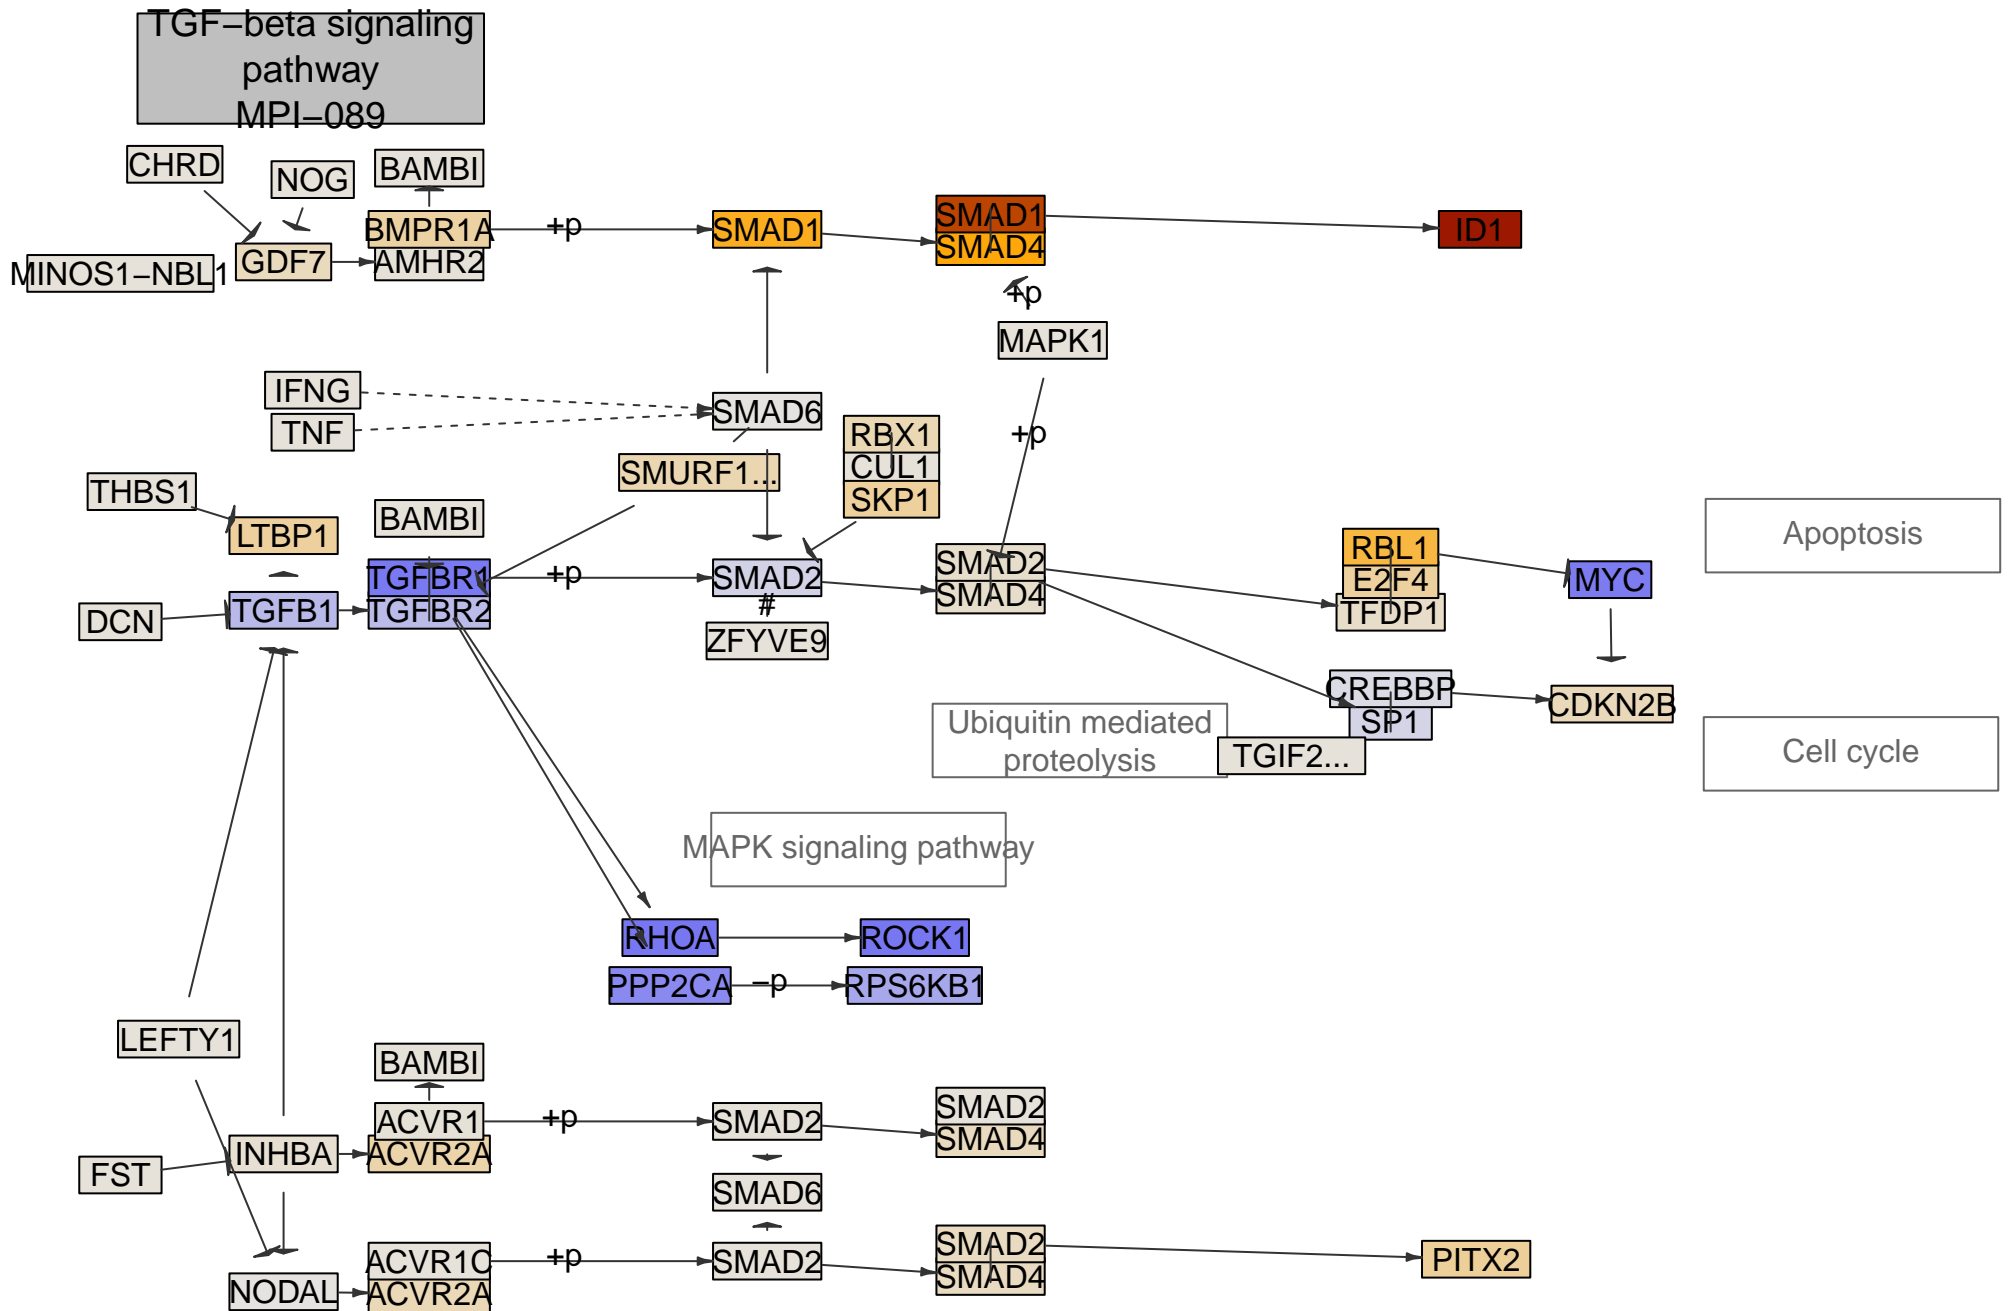 TGF−beta signaling
pathway
MPI−089
CHRD
NOG
BAMBI
BMPR1A
+p
SMAD1
SMAD1
SMAD4
ID1
MINOS1−NBL1
GDF7
AMHR2
+p
MAPK1
IFNG
TNF
SMAD6
RBX1
CUL1
SKP1
+p
SMURF1...
THBS1
LTBP1
BAMBI
TGFBR1
TGFBR2
+p
SMAD2
#
ZFYVE9
SMAD2
SMAD4
RBL1
E2F4
TFDP1
MYC
Apoptosis
DCN
TGFB1
CREBBP
SP1
TGIF2...
CDKN2B
Ubiquitin mediated
proteolysis
Cell cycle
MAPK signaling pathway
RHOA
ROCK1
PPP2CA
−p
RPS6KB1
LEFTY1
BAMBI
ACVR1
ACVR2A
+p
SMAD2
SMAD2
SMAD4
FST
INHBA
SMAD6
ACVR1C
ACVR2A
+p
SMAD2
SMAD2
SMAD4
PITX2
NODAL